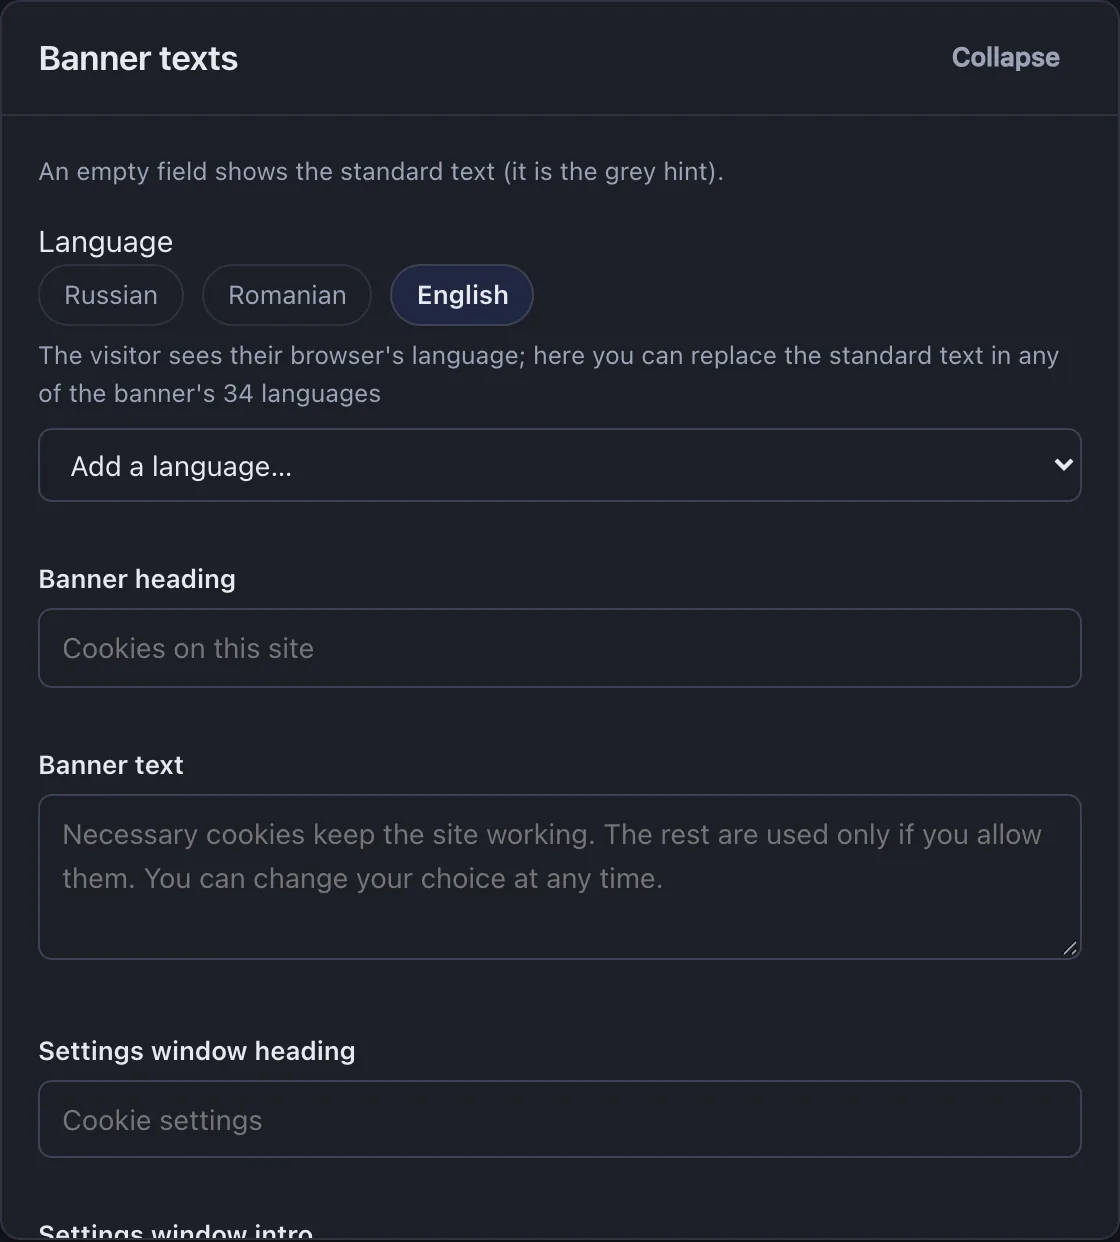 Banner texts
Collapse
An empty field shows the standard text (it is the grey hint).
Language
Russian
Romanian
English
The visitor sees their browser's language; here you can replace the standard text in any
of the banner's 34 languages
Add a language...
Banner heading
Cookies on this site
Banner text
Necessary cookies keep the site working. The rest are used only if you allow
them. You can change your choice at any time.
Settings window heading
Cookie settings
Settings window intro